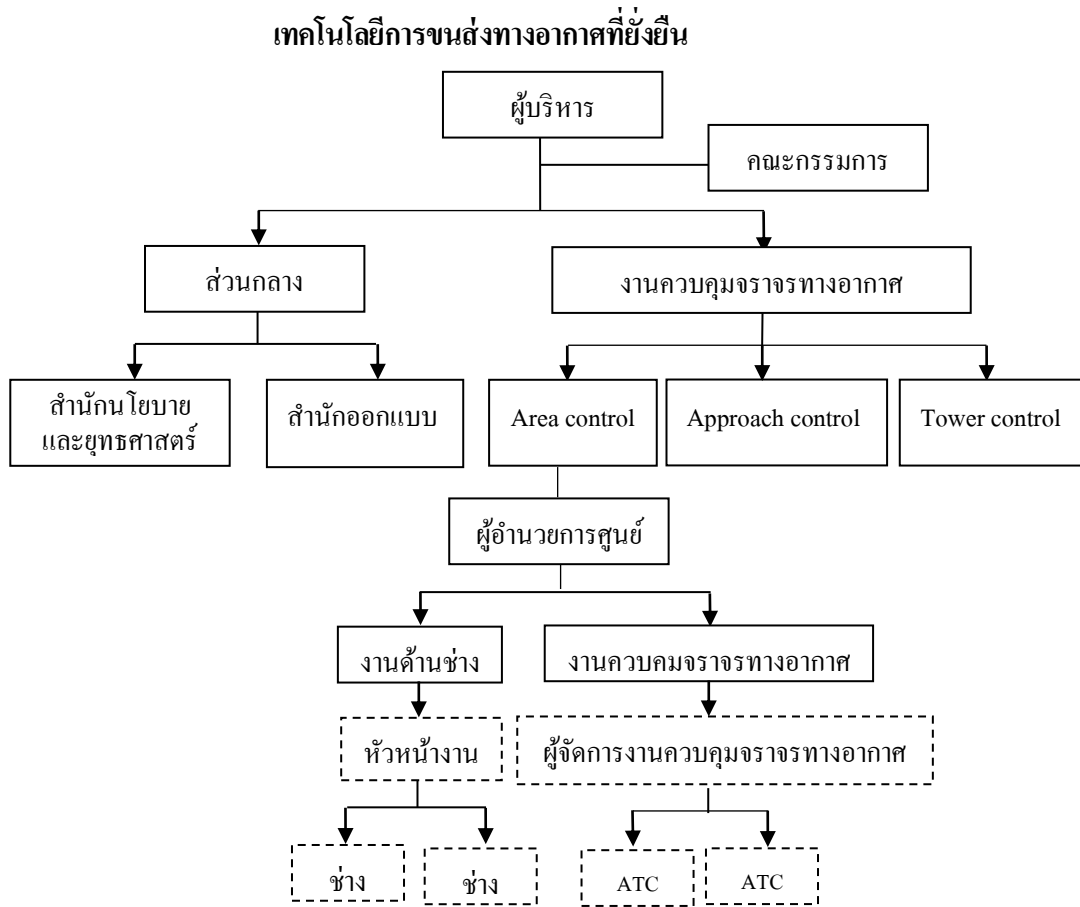 เทคโนโลยีการขนส่งทางอากาศที่ยั่งยืน
ผู้บริหาร
คณะกรรมการ
ส่วนกลาง
งานควบคุมจราจรทางอากาศ
สำนักนโยบาย
และยุทธศาสตร์
สำนักออกแบบ
Area control
Approach control
Tower control
ผู้อำนวยการศูนย์
งานด้านช่าง
งานควบคมจราจรทางอากาศ
หัวหน้างาน
ผู้จัดการงานควบคุมจราจรทางอากาศ
ช่าง
ช่าง
ATC
ATC